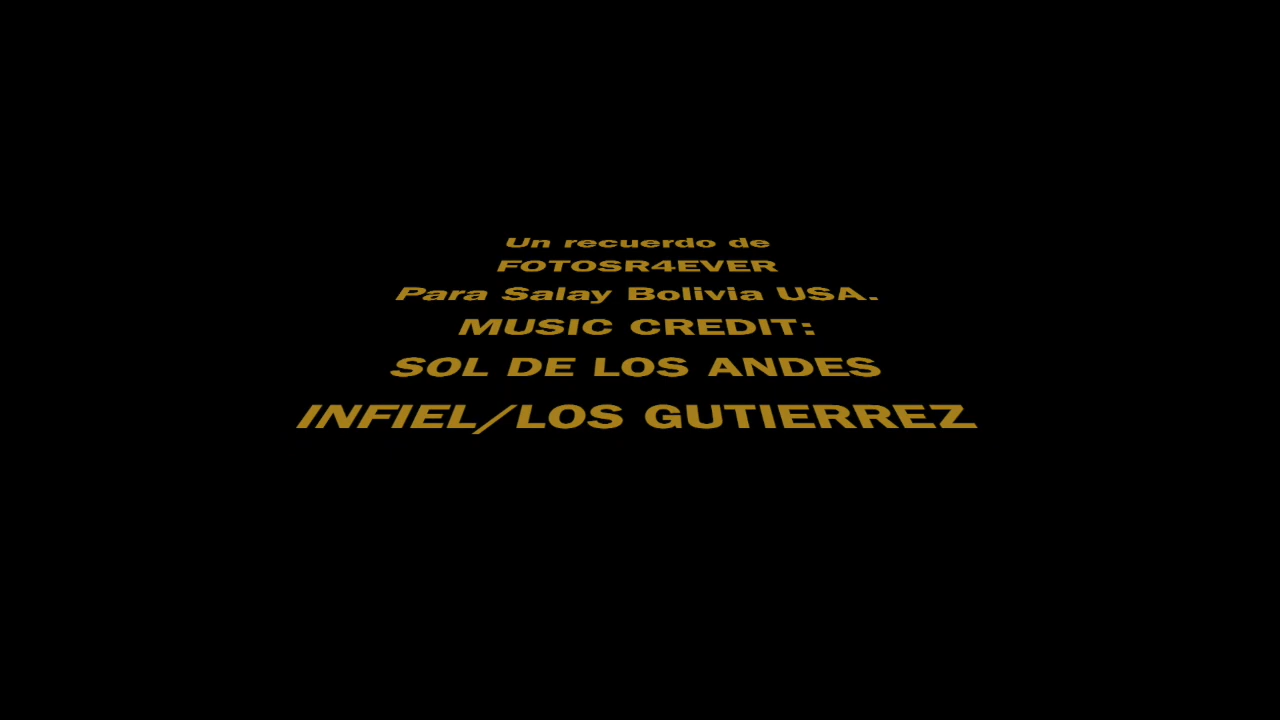 Un recuerdo de
FOTOSR4EVER
Para Salay Bolivia USA.
MUSIC CREDIT:
SOL DE LOS ANDES
INFIEL/LOS GUTIERREZ